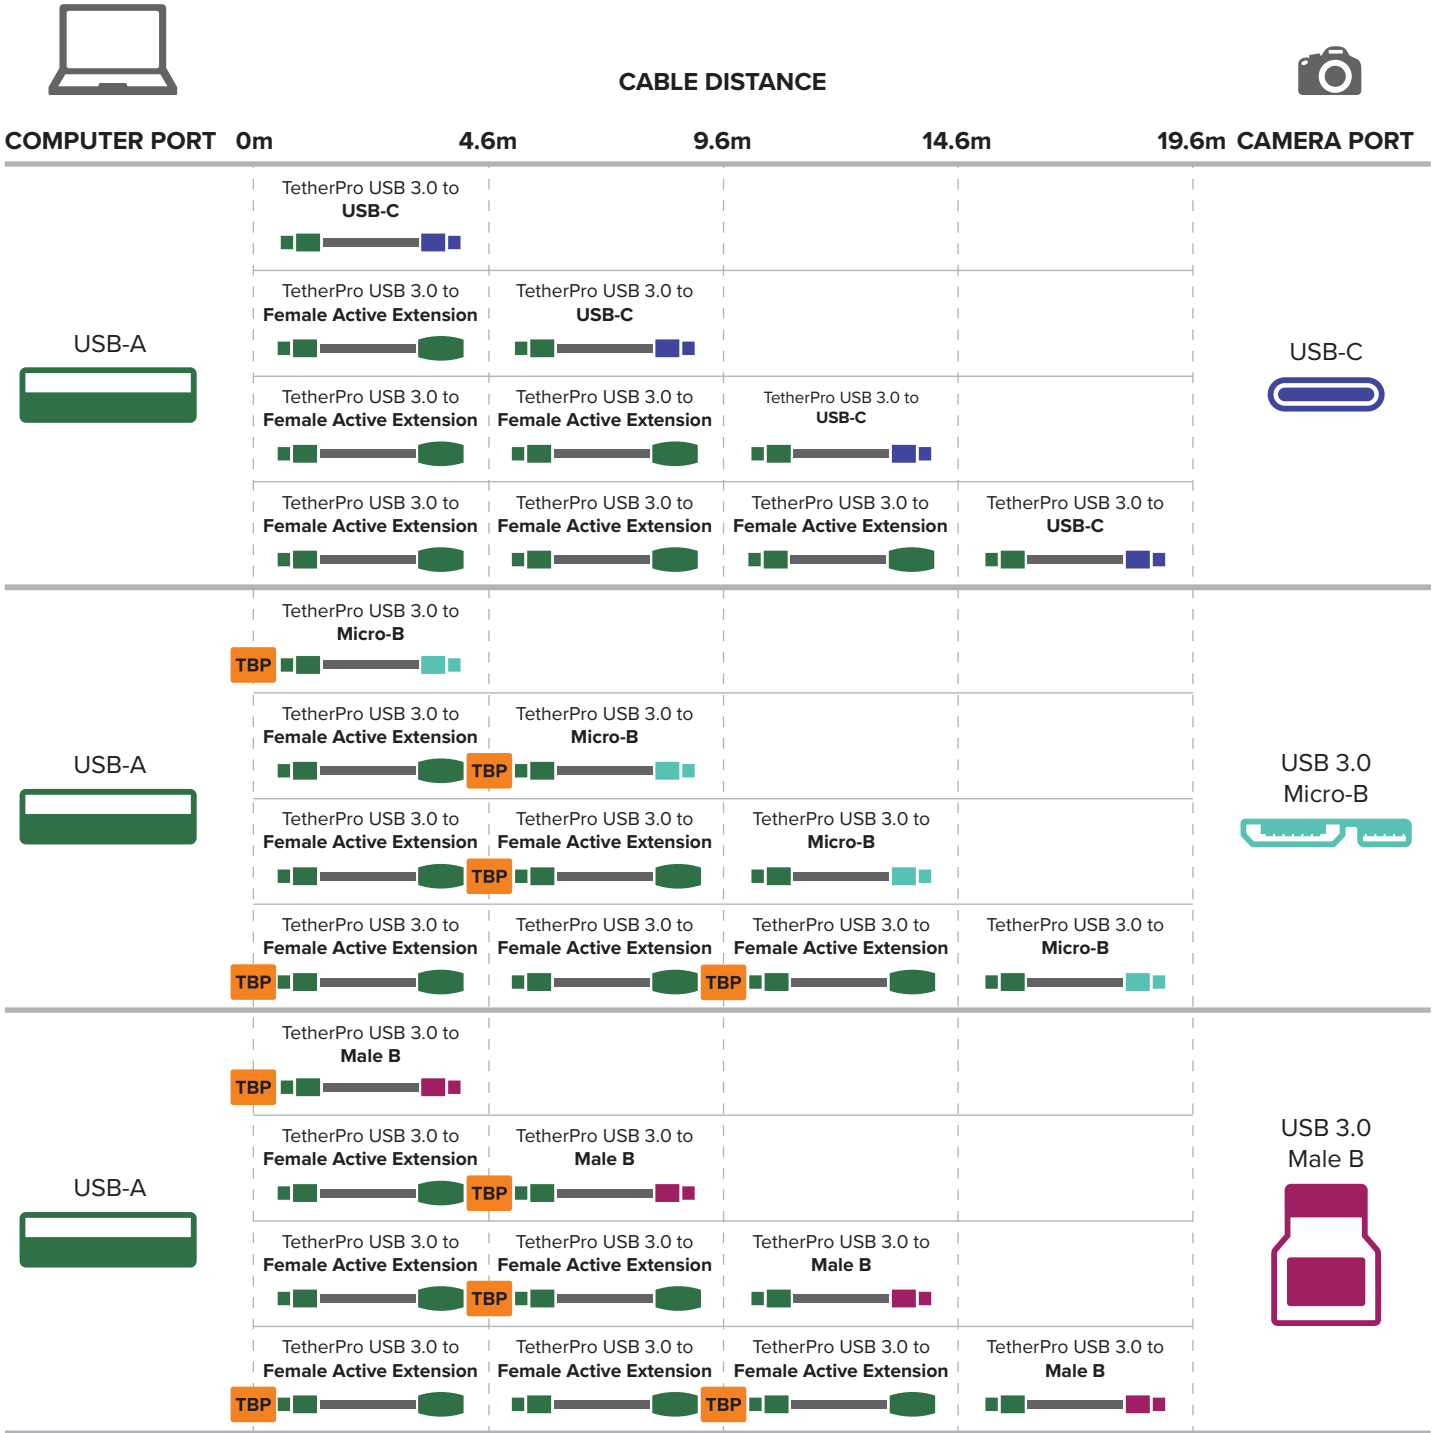 CABLE DISTANCE
COMPUTER PORT 0m 4.6m 9.6m 14.6m 19.6m CAMERA PORT
USB-A
TetherPro USB 3.0 to
USB-C
TetherPro USB 3.0 to
Female Active Extension
TetherPro USB 3.0 to
USB-C
TetherPro USB 3.0 to
Female Active Extension
TetherPro USB 3.0 to
Female Active Extension
TetherPro USB 3.0 to
USB-C
TetherPro USB 3.0 to
Female Active Extension
TetherPro USB 3.0 to
Female Active Extension
TetherPro USB 3.0 to
Female Active Extension
TetherPro USB 3.0 to
USB-C
USB-C
USB-A
TetherPro USB 3.0 to
Micro-B
TBP
TetherPro USB 3.0 to
Female Active Extension
TBP
TetherPro USB 3.0 to
Micro-B
TetherPro USB 3.0 to
Female Active Extension
TBP
TetherPro USB 3.0 to
Female Active Extension
TetherPro USB 3.0 to
Micro-B
TBP
TetherPro USB 3.0 to
Female Active Extension
TetherPro USB 3.0 to
Female Active Extension
TBP
TetherPro USB 3.0 to
Female Active Extension
TetherPro USB 3.0 to
Micro-B
USB 3.0
Micro-B
USB-A
TetherPro USB 3.0 to
Male B
TBP
TetherPro USB 3.0 to
Female Active Extension
TBP
TetherPro USB 3.0 to
Male B
TetherPro USB 3.0 to
Female Active Extension
TBP
TetherPro USB 3.0 to
Female Active Extension
TetherPro USB 3.0 to
Male B
TBP
TetherPro USB 3.0 to
Female Active Extension
TetherPro USB 3.0 to
Female Active Extension
TBP
TetherPro USB 3.0 to
Female Active Extension
TetherPro USB 3.0 to
Male B
USB 3.0
Male B